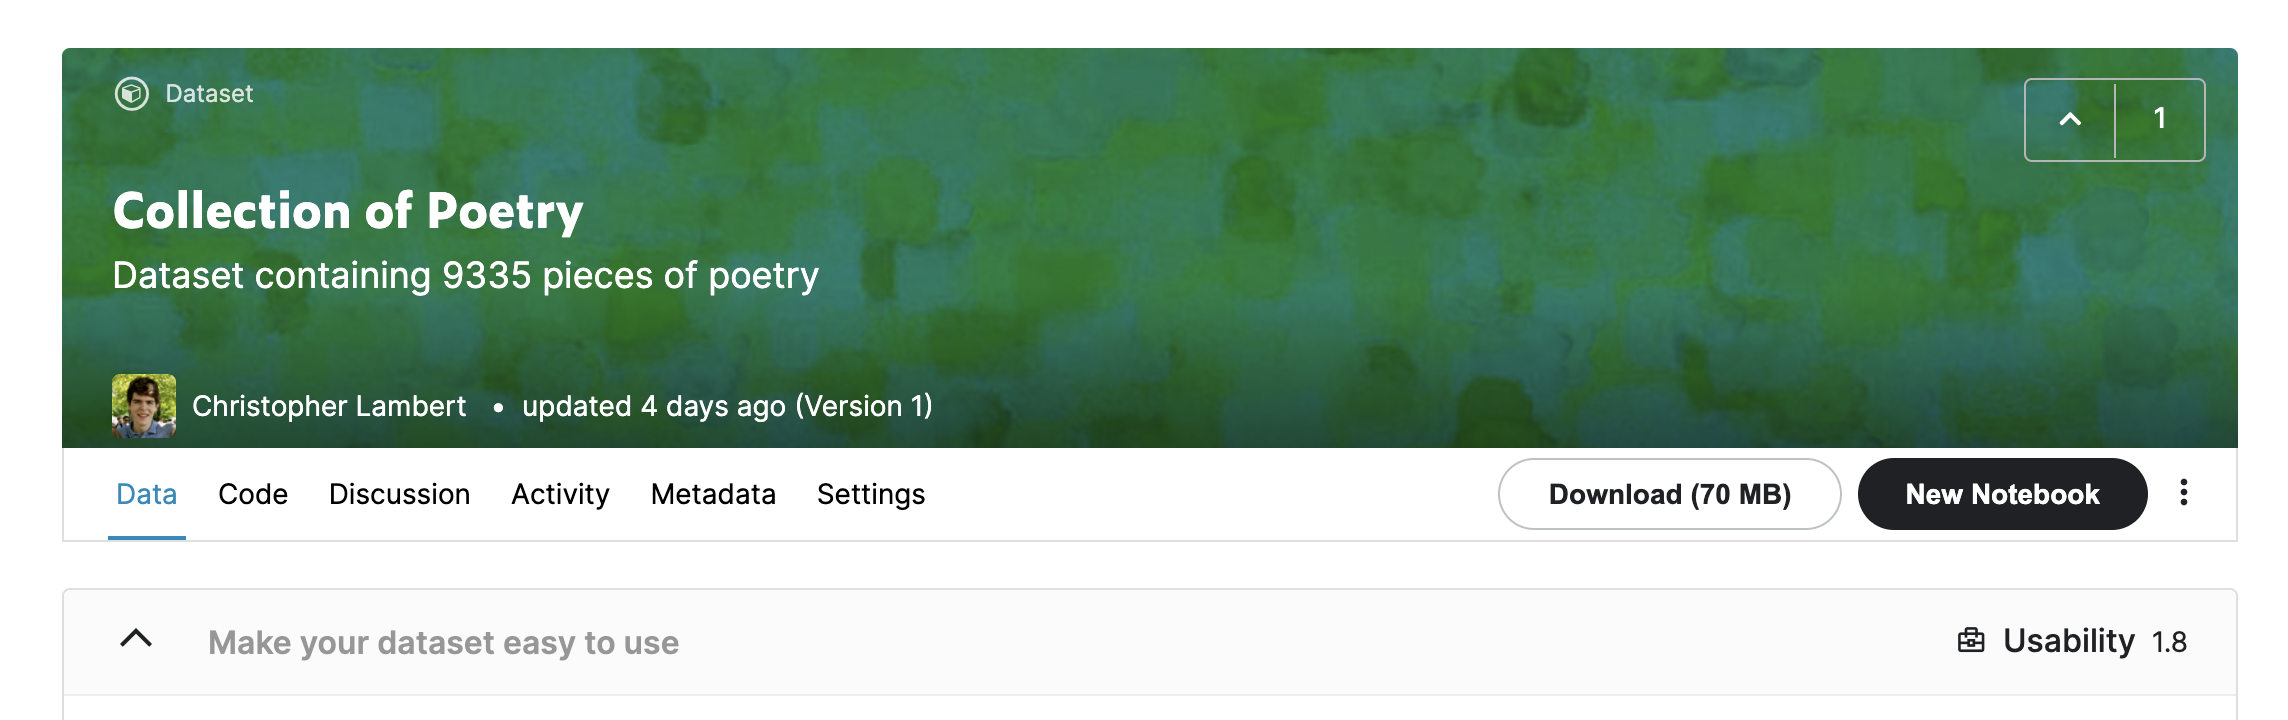 Dataset
1
Collection of Poetry
Dataset containing 9335 pieces of poetry
Christopher Lambert • updated 4 days ago (Version 1)
Data Code Discussion Activity Metadata Settings Download (70 MB) New Notebook
Make your dataset easy to use Usability 1.8